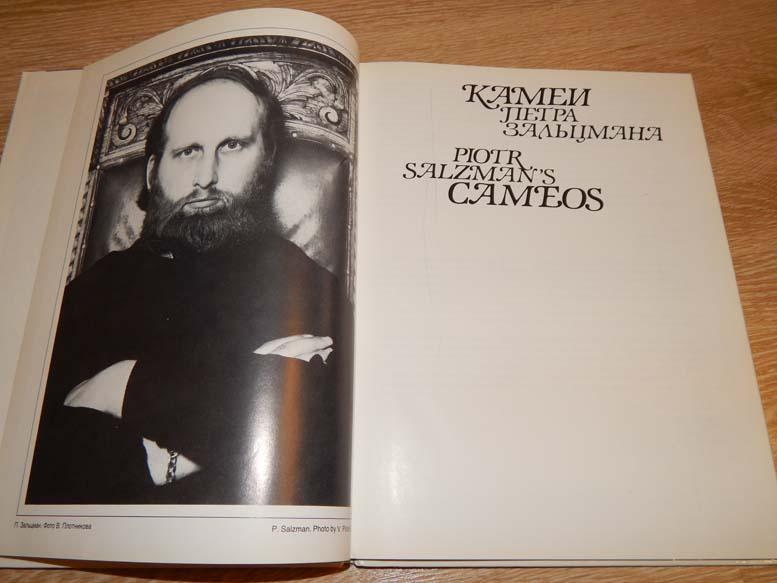 П. Зальцман. Фото В. Плотникова
P. Salzman. Photo by V.
КАМЕИ
ПЕТРА
ЗАЛЬЦМАНА
PIOTR
SALZMAN'S
CAMEOS